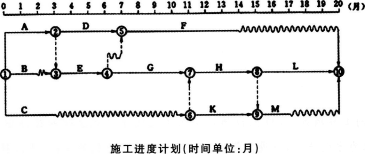 0 1 2 3 4 5 6 7 8 9 10 11 12 13 14 15 16 17 18 19 20 (月)
A ② D ⑤ F
① B ③ E ④ G ⑦ H ⑧ L ⑩
C ⑥ K ⑨ M
施工进度计划(时间单位:月)